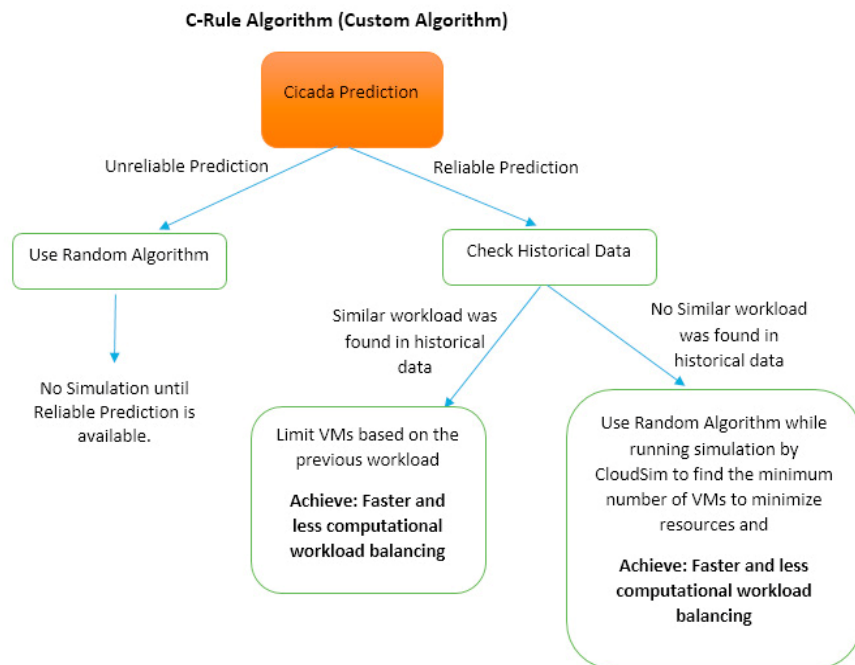 C-Rule Algorithm (Custom Algorithm)
Cicada Prediction
Unreliable Prediction
Reliable Prediction
Use Random Algorithm
Check Historical Data
Similar workload was
found in historical
data
No Similar workload
was found in
historical data
No Simulation until
Reliable Prediction is
available.
Limit VMs based on the
previous workload
Achieve: Faster and
less computational
workload balancing
Use Random Algorithm while
running simulation by
CloudSim to find the minimum
number of VMs to minimize
resources and
Achieve: Faster and less
computational workload
balancing